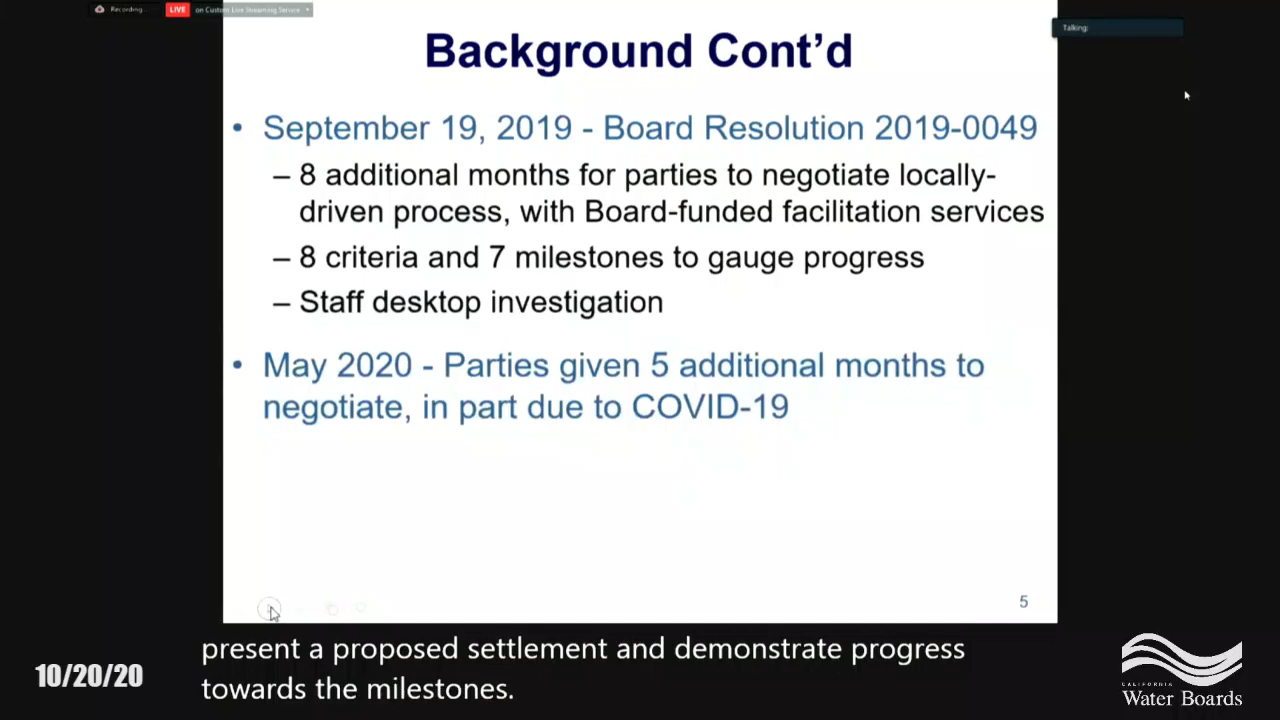 Recording...
LIVE
on Custom Live Streaming Service
Talking:
Background Cont’d
• September 19, 2019 - Board Resolution 2019-0049
– 8 additional months for parties to negotiate locally-
driven process, with Board-funded facilitation services
– 8 criteria and 7 milestones to gauge progress
– Staff desktop investigation
• May 2020 - Parties given 5 additional months to
negotiate, in part due to COVID-19
5
present a proposed settlement and demonstrate progress
towards the milestones.
10/20/20
CALIFORNIA
Water Boards